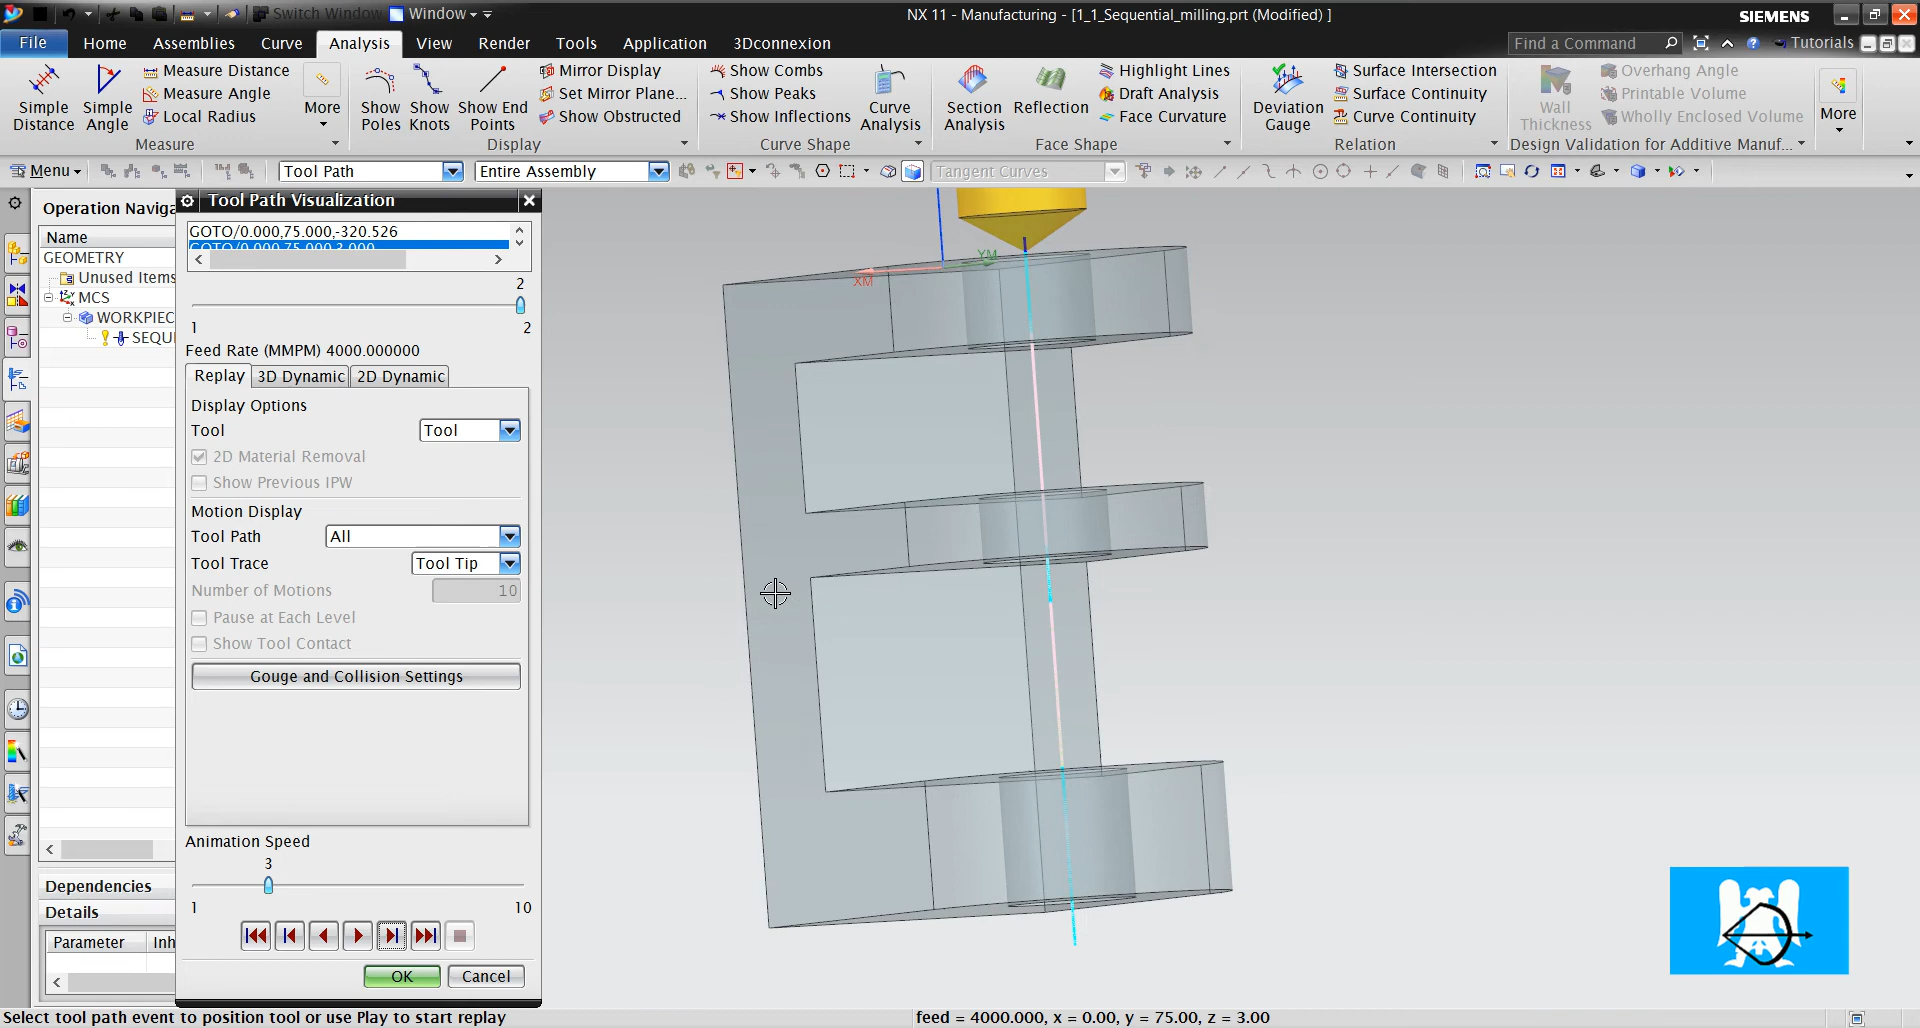 Switch Window Window NX 11 - Manufacturing - [1_1_Sequential_milling.prt (Modified) ] SIEMENS
File Home Assemblies Curve Analysis View Render Tools Application 3Dconnexion Find a Command Tutorials
Simple Distance
Simple Angle
Measure Distance
Measure Angle
Local Radius
More
Measure
Show Poles
Show Knots
Show End Points
Mirror Display
Set Mirror Plane...
Show Obstructed
Display
Show Combs
Show Peaks
Show Inflections
Curve Analysis
Curve Shape
Section Analysis
Reflection
Highlight Lines
Draft Analysis
Face Curvature
Face Shape
Deviation Gauge
Surface Intersection
Surface Continuity
Curve Continuity
Relation
Wall Thickness
Overhang Angle
Printable Volume
Wholly Enclosed Volume
Design Validation for Additive Manuf...
More
Menu Tool Path Entire Assembly Tangent Curves
Operation Naviga
Name
GEOMETRY
Unused Items
MCS
WORKPIEC
SEQU
Dependencies
Details
Parameter Inh
Tool Path Visualization
GOTO/0.000,75.000,-320.526
GOTO/0.000,75.000,3.000
2
1 2
Feed Rate (MMPM) 4000.000000
Replay 3D Dynamic 2D Dynamic
Display Options
Tool Tool
2D Material Removal
Show Previous IPW
Motion Display
Tool Path All
Tool Trace Tool Tip
Number of Motions 10
Pause at Each Level
Show Tool Contact
Gouge and Collision Settings
Animation Speed
3
1 10
OK Cancel
XM YM
Select tool path event to position tool or use Play to start replay feed = 4000.000, x = 0.00, y = 75.00, z = 3.00